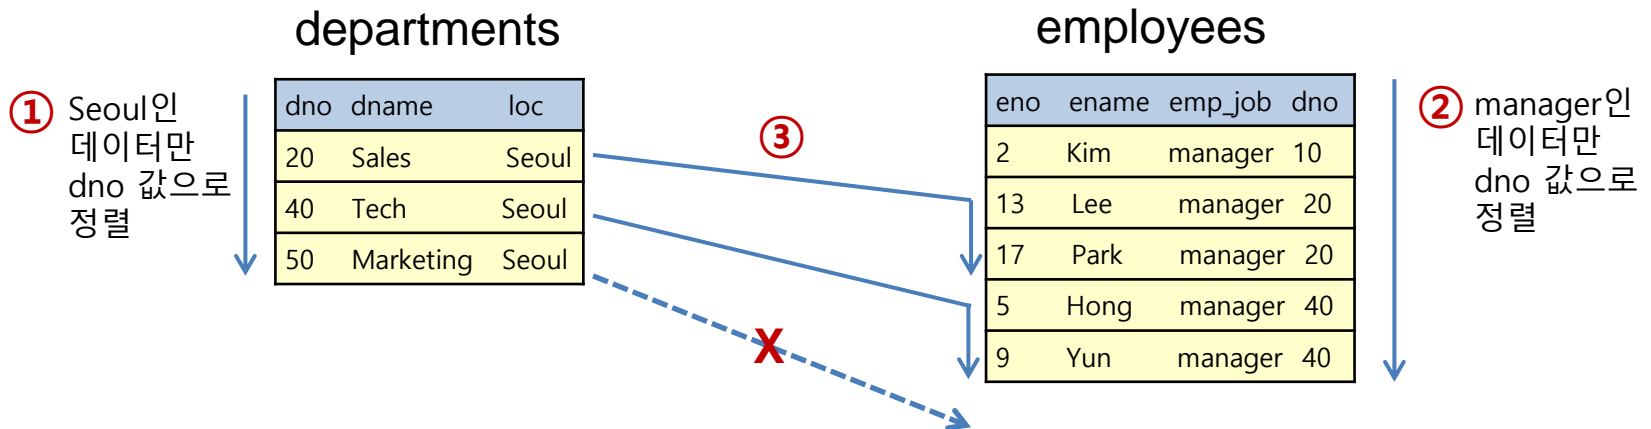 departments
employees
① Seoul인
데이터만
dno 값으로
정렬
dno dname loc
20 Sales Seoul
40 Tech Seoul
50 Marketing Seoul
③
X
eno ename emp_job dno
2 Kim manager 10
13 Lee manager 20
17 Park manager 20
5 Hong manager 40
9 Yun manager 40
② manager인
데이터만
dno 값으로
정렬